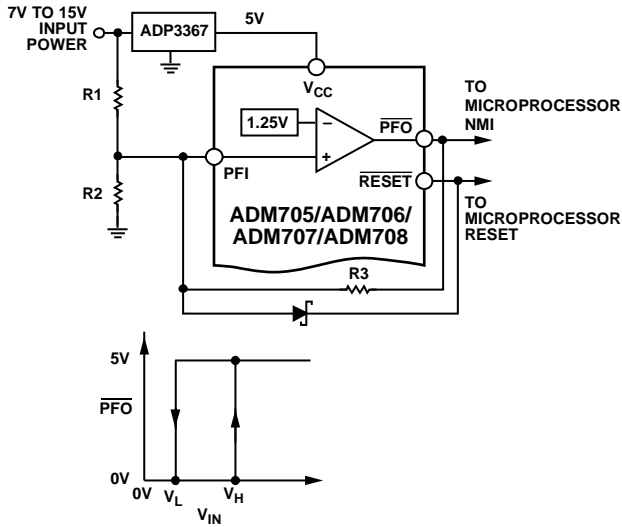 7V TO 15V
INPUT
POWER
ADP3367
5V
R1
VCC
TO
MICROPROCESSOR
NMI
1.25V
−
+
PFO
PFI
RESET
R2
TO
MICROPROCESSOR
RESET
ADM705/ADM706/
ADM707/ADM708
R3
5V
PFO
0V
0V
VL
VH
VIN